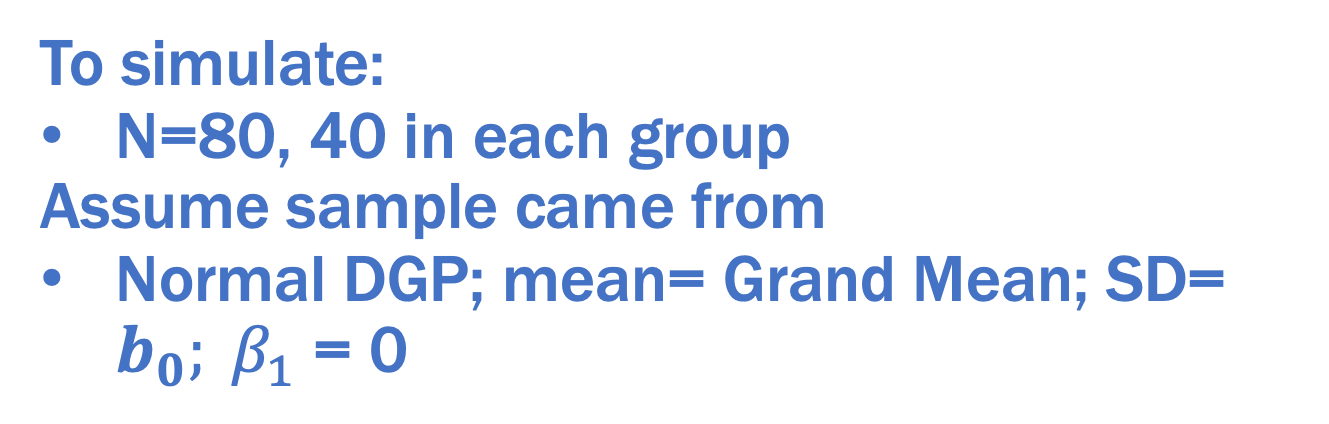 To simulate:
• N=80, 40 in each group
Assume sample came from
• Normal DGP; mean= Grand Mean; SD=
b₀; β₁ = 0